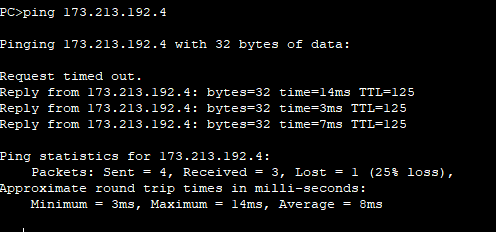 PC>ping 173.213.192.4
Pinging 173.213.192.4 with 32 bytes of data:
Request timed out.
Reply from 173.213.192.4: bytes=32 time=14ms TTL=125
Reply from 173.213.192.4: bytes=32 time=3ms TTL=125
Reply from 173.213.192.4: bytes=32 time=7ms TTL=125
Ping statistics for 173.213.192.4:
Packets: Sent = 4, Received = 3, Lost = 1 (25% loss),
Approximate round trip times in milli-seconds:
Minimum = 3ms, Maximum = 14ms, Average = 8ms